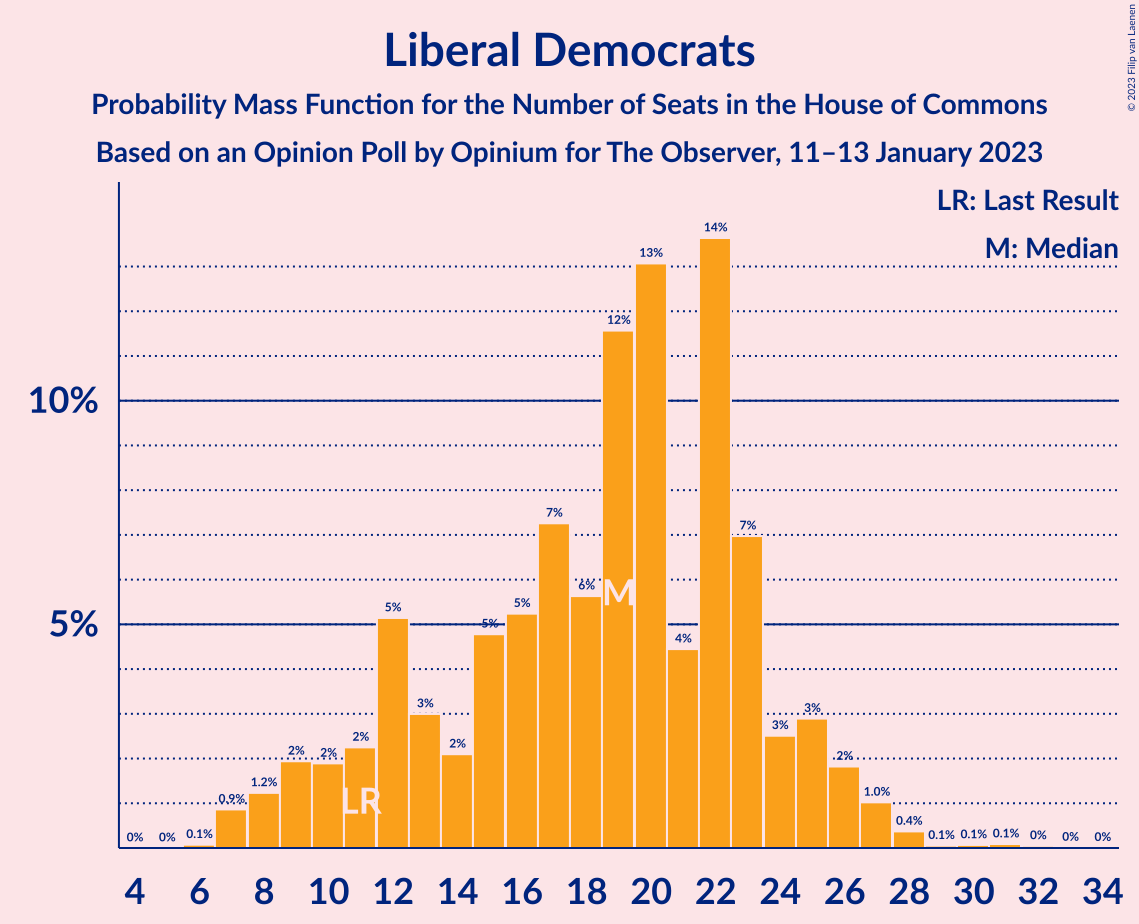 Liberal Democrats
Probability Mass Function for the Number of Seats in the House of Commons
Based on an Opinion Poll by Opinium for The Observer, 11–13 January 2023
© 2023 Filip van Laenen
LR: Last Result
M: Median
10%
5%
0% 0% 0.1% 0.9% 1.2% 2% 2% 2% 5% 3% 2% 5% 5% 7% 6% 12% 13% 4% 14% 7% 3% 3% 2% 1.0% 0.4% 0.1% 0.1% 0.1% 0% 0% 0%
M
LR
4 6 8 10 12 14 16 18 20 22 24 26 28 30 32 34